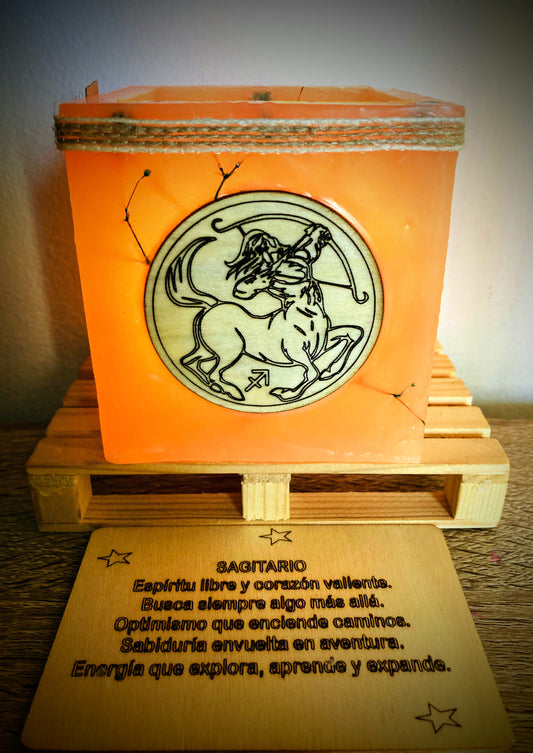 SAGITARIO
Espíritu libre y corazón valiente.
Busca siempre algo más allá.
Optimismo que enciende caminos.
Sabiduría envuelta en aventura.
Energía que explora, aprende y expande.